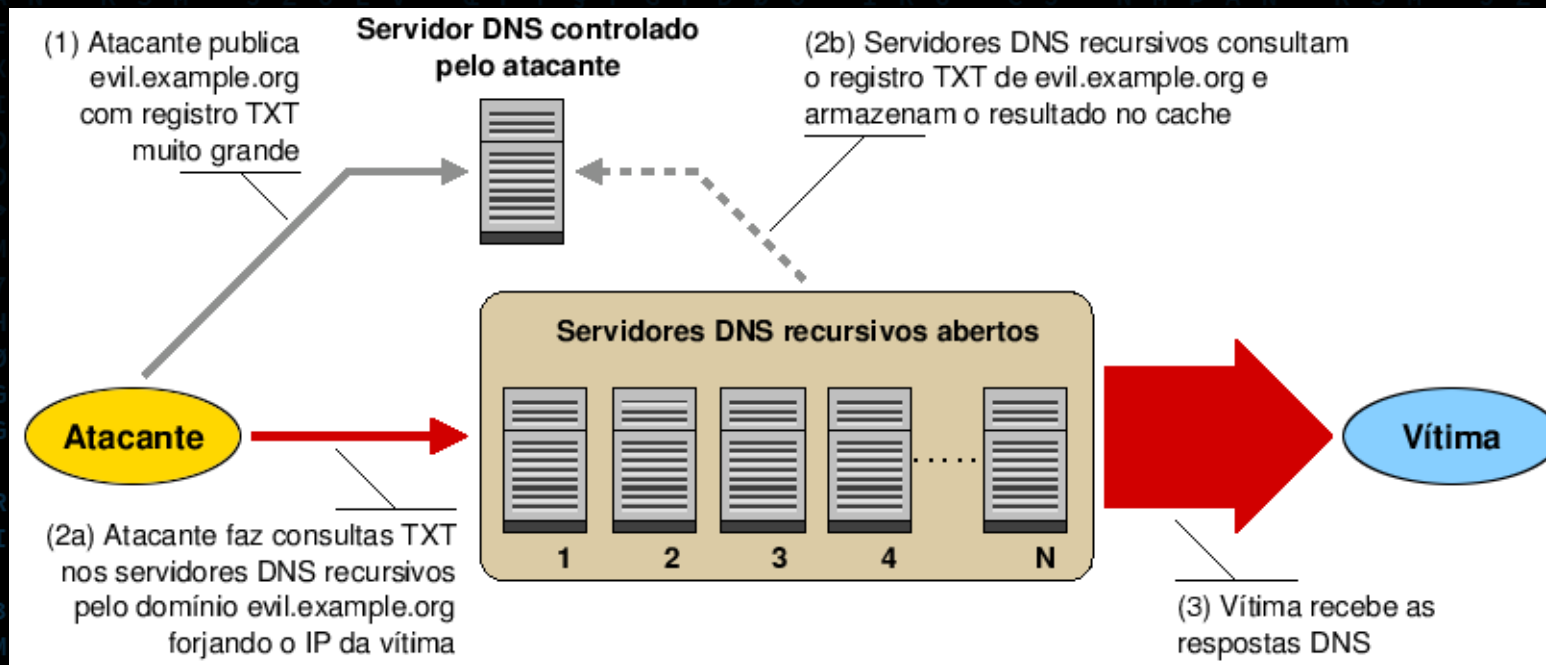 (1) Atacante publica
evil.example.org
com registro TXT
muito grande
Servidor DNS controlado
pelo atacante
(2b) Servidores DNS recursivos consultam
o registro TXT de evil.example.org e
armazenam o resultado no cache
Servidores DNS recursivos abertos
Atacante
1 2 3 4 ..... N
Vítima
(2a) Atacante faz consultas TXT
nos servidores DNS recursivos
pelo domínio evil.example.org
forjando o IP da vítima
(3) Vítima recebe as
respostas DNS